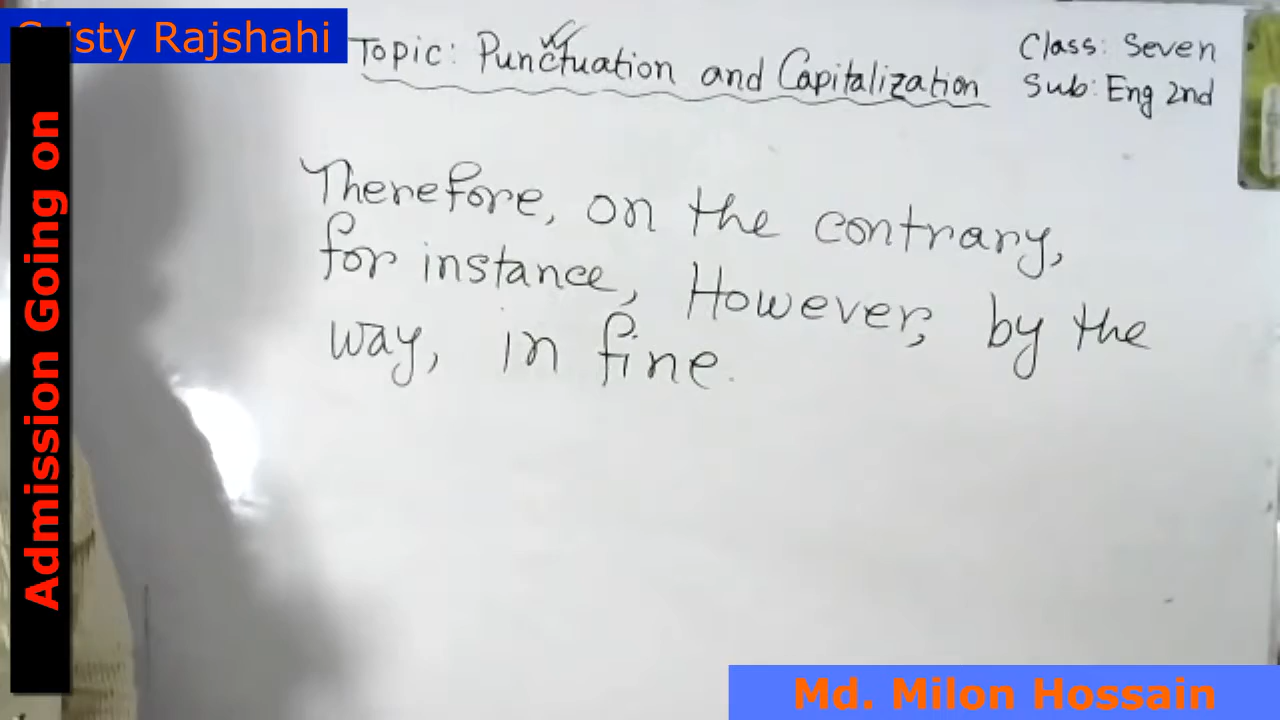 Rajshahi
Topic: Punctuation and Capitalization
Class: Seven
Sub: Eng 2nd
Therefore, on the contrary,
for instance, However, by the
way, in fine.
Admission Going on
Md. Milon Hossain